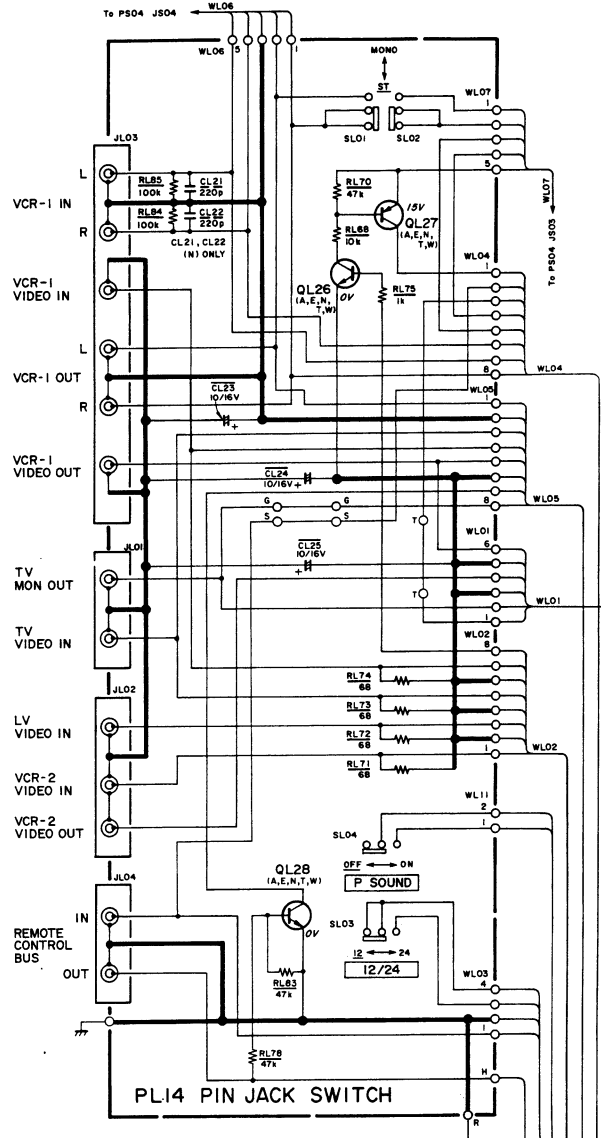 To PS04 JS04
WL06
WL06 5 1
MONO
ST
WL07
1
SL01 SL02
5
WL07
To PS04 JS03
JL03
L
VCR-1 IN
R
RL85
100k
CL21
220p
RL84
100k
CL22
220p
CL21, CL22
(N) ONLY
RL70
47k
15V
QL27
(A,E,N,
T,W)
RL68
10k
QL26
(A,E,N,
T,W)
0V
RL75
1k
WL04
1
8
WL04
VCR-1
VIDEO IN
L
VCR-1 OUT
R
CL23
10/16V
+
WL05
1
VCR-1
VIDEO OUT
CL24
10/16V +
8
WL05
G G
S S
CL25
10/16V
+
T
T
WL01
6
WL01
1
JL01
TV
MON OUT
TV
VIDEO IN
WL02
8
RL74
68
RL73
68
RL72
68
RL71
68
1
WL02
JL02
LV
VIDEO IN
VCR-2
VIDEO IN
VCR-2
VIDEO OUT
WL11
2
1
SL04
OFF ON
P SOUND
JL04
IN
REMOTE
CONTROL
BUS
OUT
QL28
(A,E,N,T,W)
0V
RL83
47k
SL03
12 24
12/24
WL03
4
1
RL78
47k
H
PL14 PIN JACK SWITCH
R